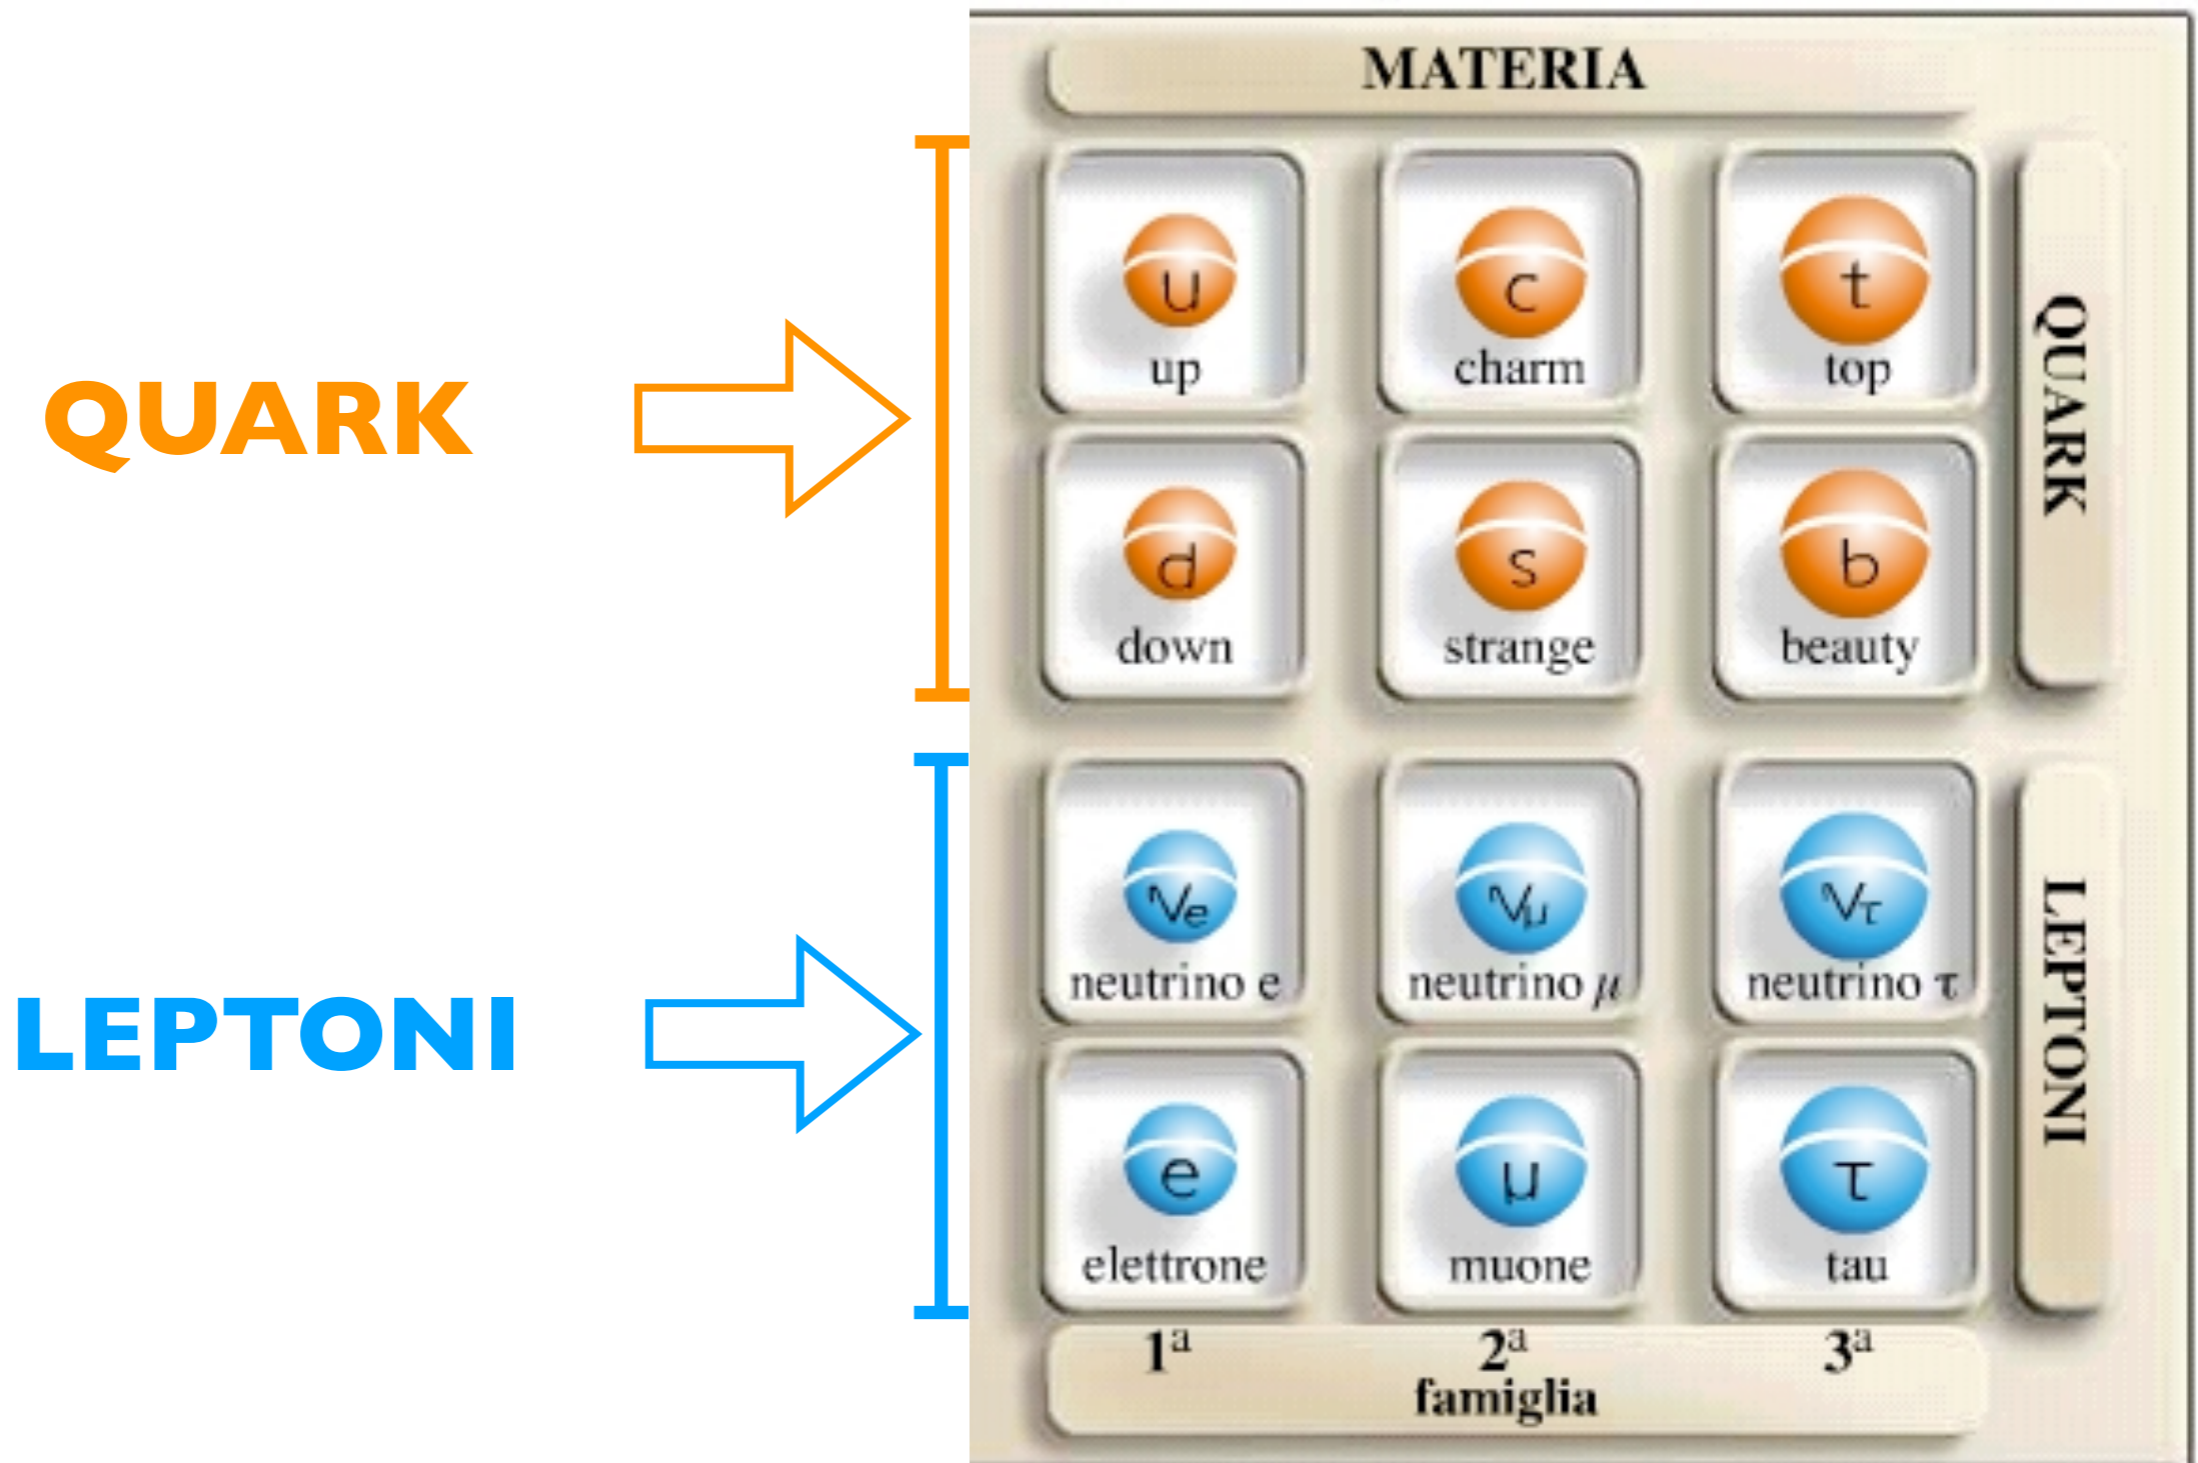 MATERIA
QUARK
u
c
t
up
charm
top
d
s
b
down
strange
beauty
QUARK
LEPTONI
νe
νμ
ντ
neutrino e
neutrino μ
neutrino τ
e
μ
τ
elettrone
muone
tau
LEPTONI
1ª
2ª
3ª
famiglia